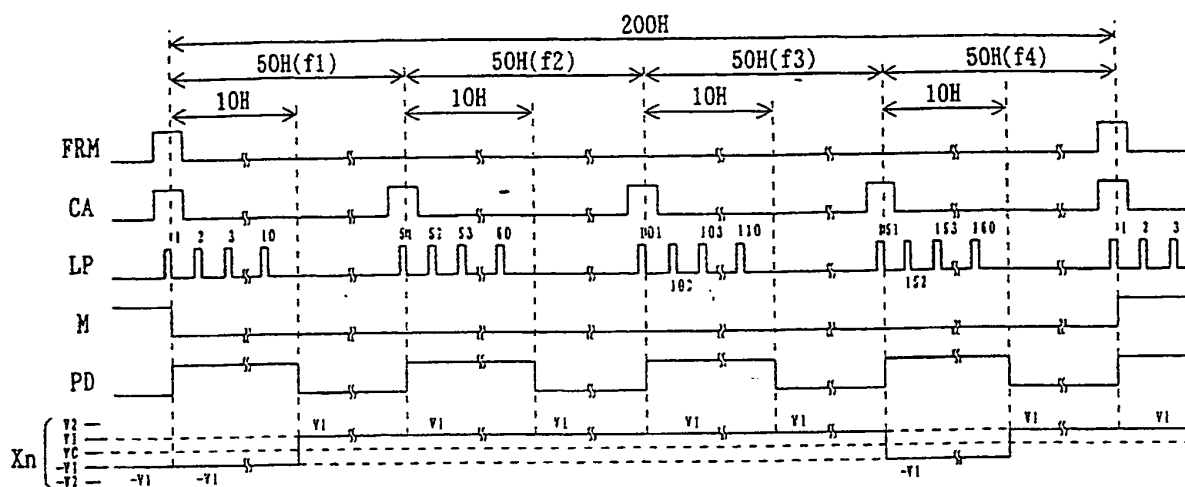 200H
50H(f1) 50H(f2) 50H(f3) 50H(f4)
10H 10H 10H 10H
FRM
CA
1 2 3 10 52 53 60 101 103 110 151 153 160 1 2 3
LP
102 152
M
PD
V2 V1 V1 V1 V1 V1 V1 V1 V1
V1
VC
Xn
-V1
-V2 -V1 -V1 -V1